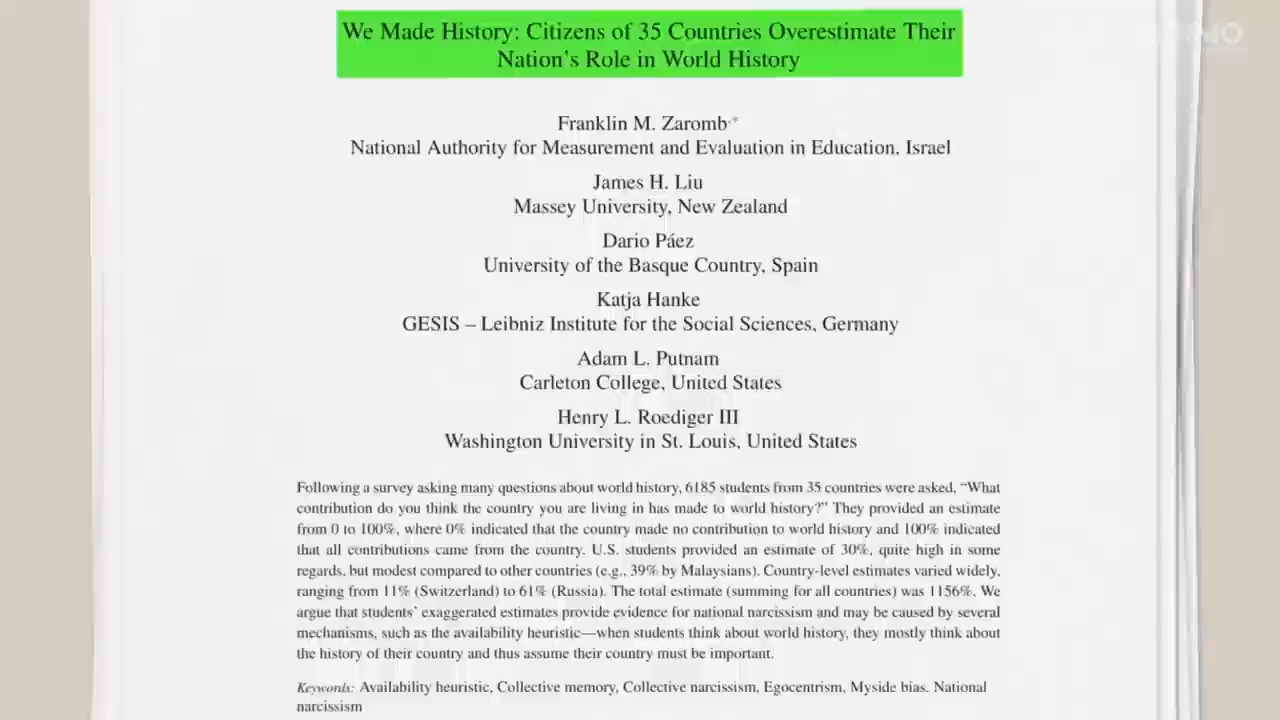 We Made History: Citizens of 35 Countries Overestimate Their
Nation's Role in World History
Franklin M. Zaromb
National Authority for Measurement and Evaluation in Education, Israel
James H. Liu
Massey University, New Zealand
Dario Páez
University of the Basque Country, Spain
Katja Hanke
GESIS – Leibniz Institute for the Social Sciences, Germany
Adam L. Putnam
Carleton College, United States
Henry L. Roediger III
Washington University in St. Louis, United States
Following a survey asking many questions about world history, 6185 students from 35 countries were asked, “What
contribution do you think the country you are living in has made to world history?” They provided an estimate
from 0 to 100%, where 0% indicated that the country made no contribution to world history and 100% indicated
that all contributions came from the country. U.S. students provided an estimate of 30%, quite high in some
regards, but modest compared to other countries (e.g., 39% by Malaysians). Country-level estimates varied widely,
ranging from 11% (Switzerland) to 61% (Russia). The total estimate (summing for all countries) was 1156%. We
argue that students’ exaggerated estimates provide evidence for national narcissism and may be caused by several
mechanisms, such as the availability heuristic—when students think about world history, they mostly think about
the history of their country and thus assume their country must be important.
Keywords: Availability heuristic, Collective memory, Collective narcissism, Egocentrism, Myside bias. National
narcissism